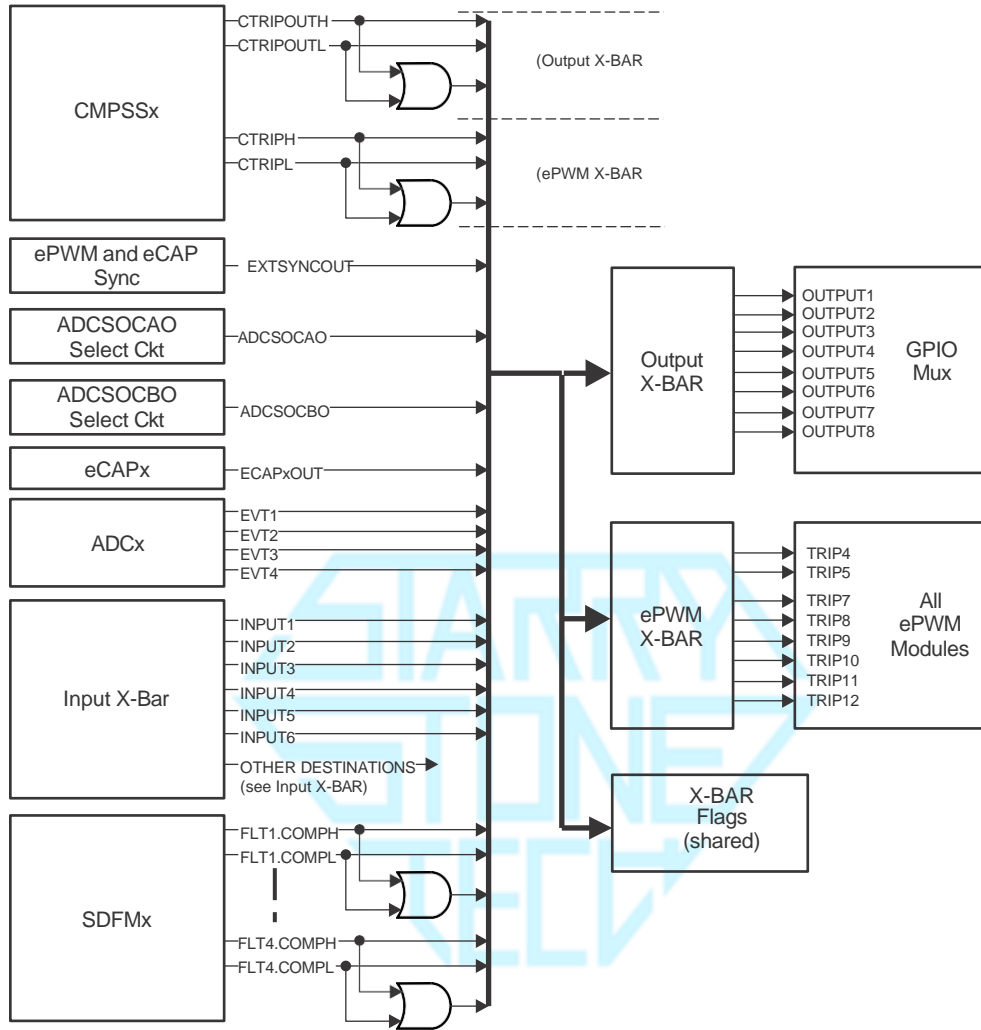 CMPSSx
CTRIPOUTH
CTRIPOUTL
CTRIPH
CTRIPL
(Output X-BAR
(ePWM X-BAR
ePWM and eCAP
Sync
EXTSYNCOUT
ADCSOCAO
Select Ckt
ADCSOCAO
ADCSOCBO
Select Ckt
ADCSOCBO
eCAPx
ECAPxOUT
ADCx
EVT1
EVT2
EVT3
EVT4
Input X-Bar
INPUT1
INPUT2
INPUT3
INPUT4
INPUT5
INPUT6
OTHER DESTINATIONS
(see Input X-BAR)
SDFMx
FLT1.COMPH
FLT1.COMPL
FLT4.COMPH
FLT4.COMPL
Output
X-BAR
OUTPUT1
OUTPUT2
OUTPUT3
OUTPUT4
OUTPUT5
OUTPUT6
OUTPUT7
OUTPUT8
GPIO
Mux
ePWM
X-BAR
TRIP4
TRIP5
TRIP7
TRIP8
TRIP9
TRIP10
TRIP11
TRIP12
All
ePWM
Modules
X-BAR
Flags
(shared)
STARRY
STONE
TECH